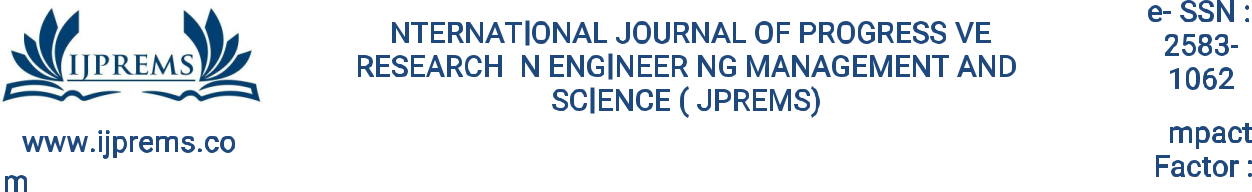 IJPREMS
www.ijprems.co
m
NTERNAT|ONAL JOURNAL OF PROGRESS VE
RESEARCH  N ENG|NEER NG MANAGEMENT AND
SC|ENCE ( JPREMS)
e- SSN :
2583-
1062
mpact
Factor :